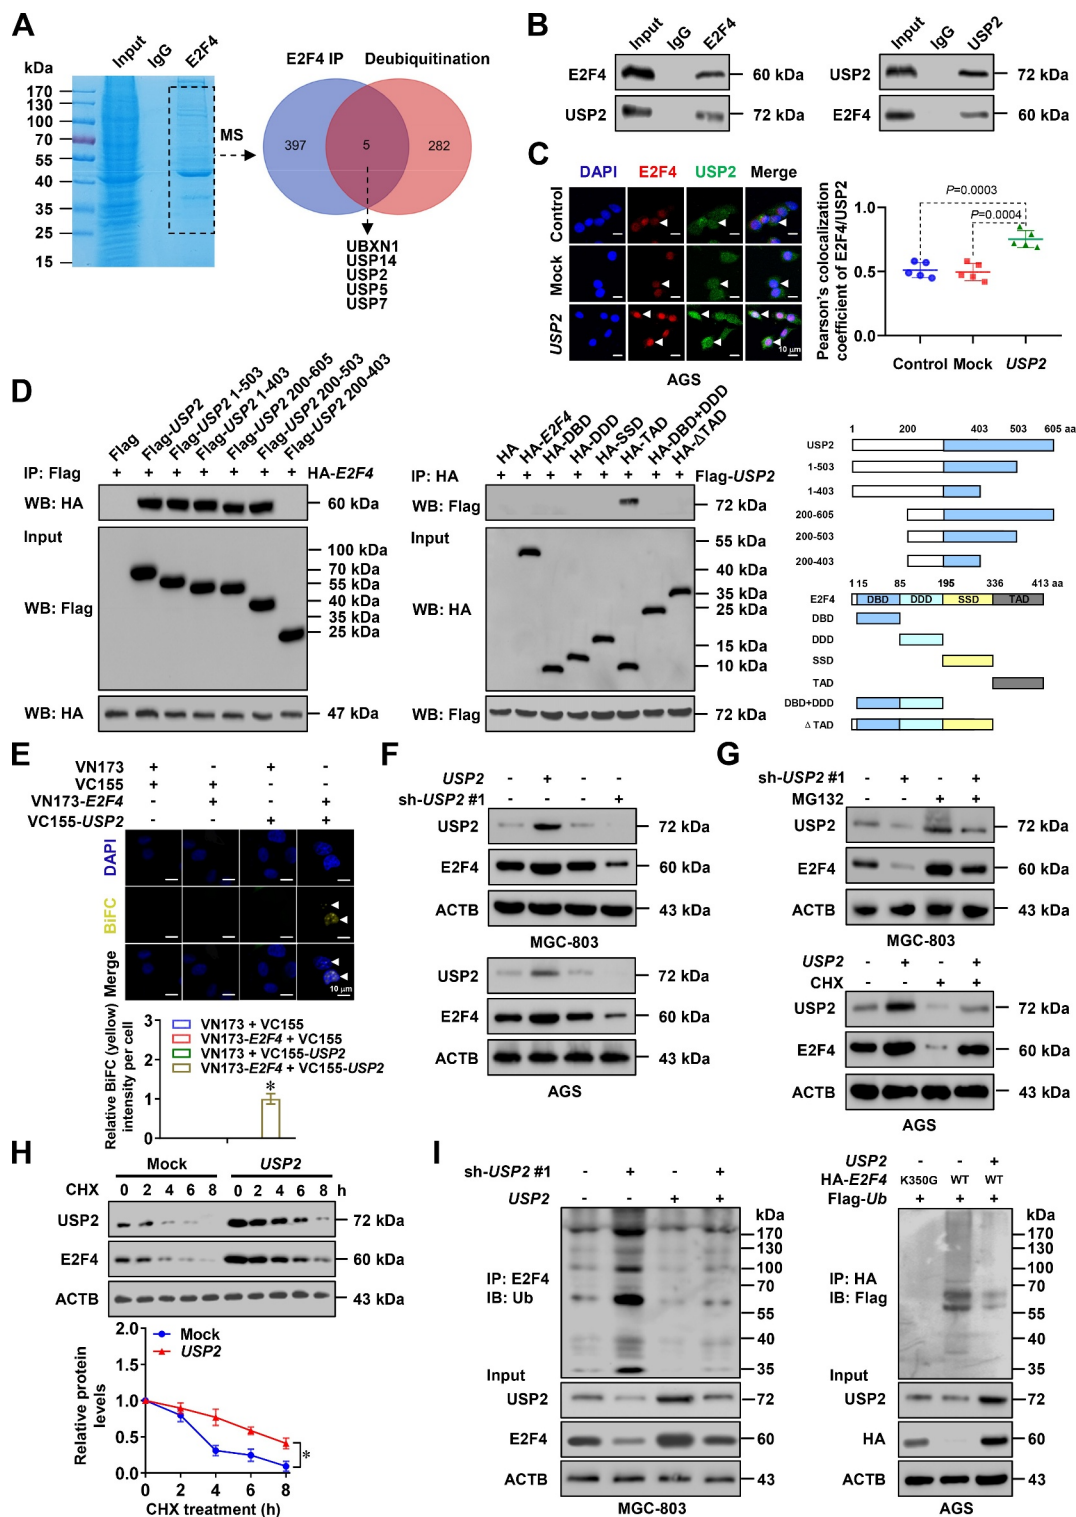 A
Input
IgG
E2F4
kDa
170
130
100
70
55
40
35
25
15
MS
E2F4 IP
Deubiquitination
397
5
282
UBXN1
USP14
USP2
USP5
USP7
B
Input
IgG
E2F4
E2F4
60 kDa
USP2
72 kDa
Input
IgG
USP2
USP2
72 kDa
E2F4
60 kDa
C
DAPI
E2F4
USP2
Merge
Control
Mock
USP2
10 μm
AGS
Pearson's colocalization
coefficient of E2F4/USP2
1.0
0.5
0.0
P=0.0003
P=0.0004
Control Mock USP2
D
Flag
Flag-USP2
Flag-USP2 1-503
Flag-USP2 1-403
Flag-USP2 200-605
Flag-USP2 200-503
Flag-USP2 200-403
IP: Flag + + + + + + + HA-E2F4
WB: HA
60 kDa
Input
WB: Flag
100 kDa
70 kDa
55 kDa
40 kDa
35 kDa
25 kDa
WB: HA
47 kDa
HA
HA-E2F4
HA-DBD
HA-DDD
HA-SSD
HA-TAD
HA-DBD+DDD
HA-ΔTAD
IP: HA + + + + + + + + Flag-USP2
WB: Flag
72 kDa
Input
WB: HA
55 kDa
40 kDa
35 kDa
25 kDa
15 kDa
10 kDa
WB: Flag
72 kDa
1 200 403 503 605 aa
USP2
1-503
1-403
200-605
200-503
200-403
1 15 85 195 336 413 aa
E2F4 DBD DDD SSD TAD
DBD
DDD
SSD
TAD
DBD+DDD
Δ TAD
E
VN173 + - + -
VC155 + + - -
VN173-E2F4 - + - +
VC155-USP2 - - + +
DAPI
BiFC
Merge
10 μm
Relative BiFC (yellow)
intensity per cell
3
2
1
0
VN173 + VC155
VN173-E2F4 + VC155
VN173 + VC155-USP2
VN173-E2F4 + VC155-USP2
*
F
USP2 - + - -
sh-USP2 #1 - - - +
USP2
72 kDa
E2F4
60 kDa
ACTB
43 kDa
MGC-803
USP2
72 kDa
E2F4
60 kDa
ACTB
43 kDa
AGS
G
sh-USP2 #1 - + - +
MG132 - - + +
USP2
72 kDa
E2F4
60 kDa
ACTB
43 kDa
MGC-803
USP2 - + - +
CHX - - + +
USP2
72 kDa
E2F4
60 kDa
ACTB
43 kDa
AGS
H
Mock
USP2
CHX 0 2 4 6 8 0 2 4 6 8 h
USP2
72 kDa
E2F4
60 kDa
ACTB
43 kDa
Relative protein
levels
2.0
1.5
1.0
0.5
0.0
Mock
USP2
*
0 2 4 6 8
CHX treatment (h)
I
sh-USP2 #1 - + - +
USP2 - - + +
kDa
170
130
100
70
55
40
35
IP: E2F4
IB: Ub
Input
USP2
72
E2F4
60
ACTB
43
MGC-803
USP2 - - +
HA-E2F4 K350G WT WT
Flag-Ub + + +
kDa
170
130
100
70
55
40
35
IP: HA
IB: Flag
Input
USP2
72
HA
60
ACTB
43
AGS